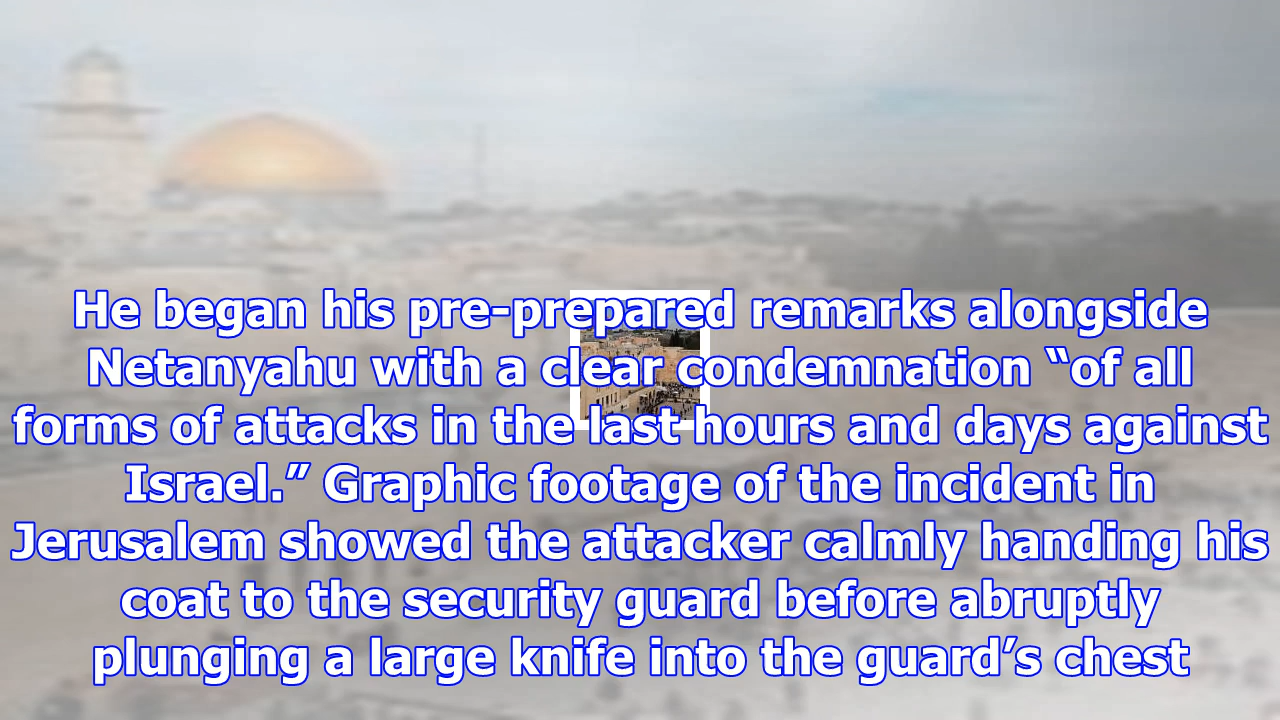 He began his pre-prepared remarks alongside
Netanyahu with a clear condemnation “of all
forms of attacks in the last hours and days against
Israel.” Graphic footage of the incident in
Jerusalem showed the attacker calmly handing his
coat to the security guard before abruptly
plunging a large knife into the guard’s chest